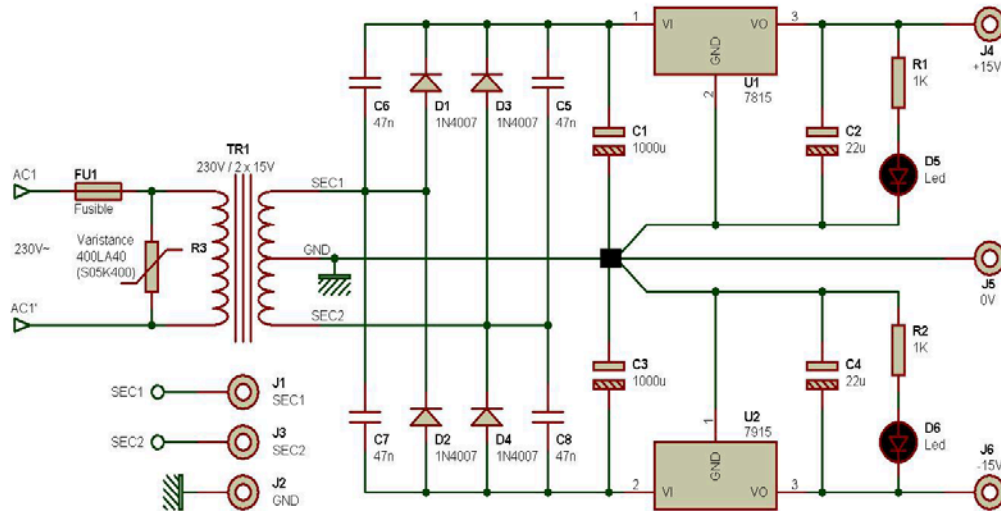 1
VI
VO
3
GND
U1
7815
2
J4
+15V
R1
1K
C6
47n
D1
1N4007
D3
1N4007
C5
47n
C1
1000u
C2
22u
D5
Led
TR1
230V / 2 x 15V
SEC1
AC1
FU1
Fusible
230V~
Varistance
400LA40
(S05K400)
R3
GND
J5
0V
AC1'
SEC2
R2
1K
C3
1000u
C4
22u
SEC1
J1
SEC1
SEC2
J3
SEC2
J2
GND
C7
47n
D2
1N4007
D4
1N4007
C8
47n
U2
7915
1
GND
2
VI
VO
3
D6
Led
J6
-15V